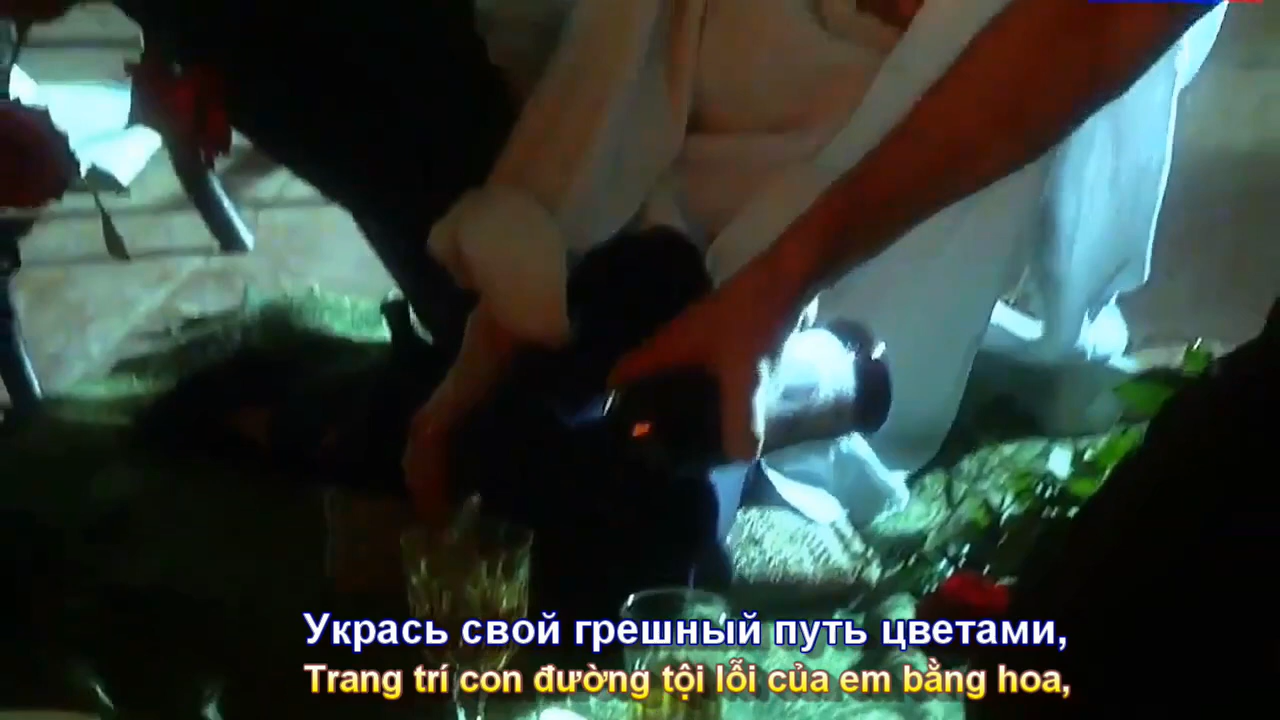 Укрась свой грешный путь цветами,
Trang trí con đường tội lỗi của em bằng hoa,